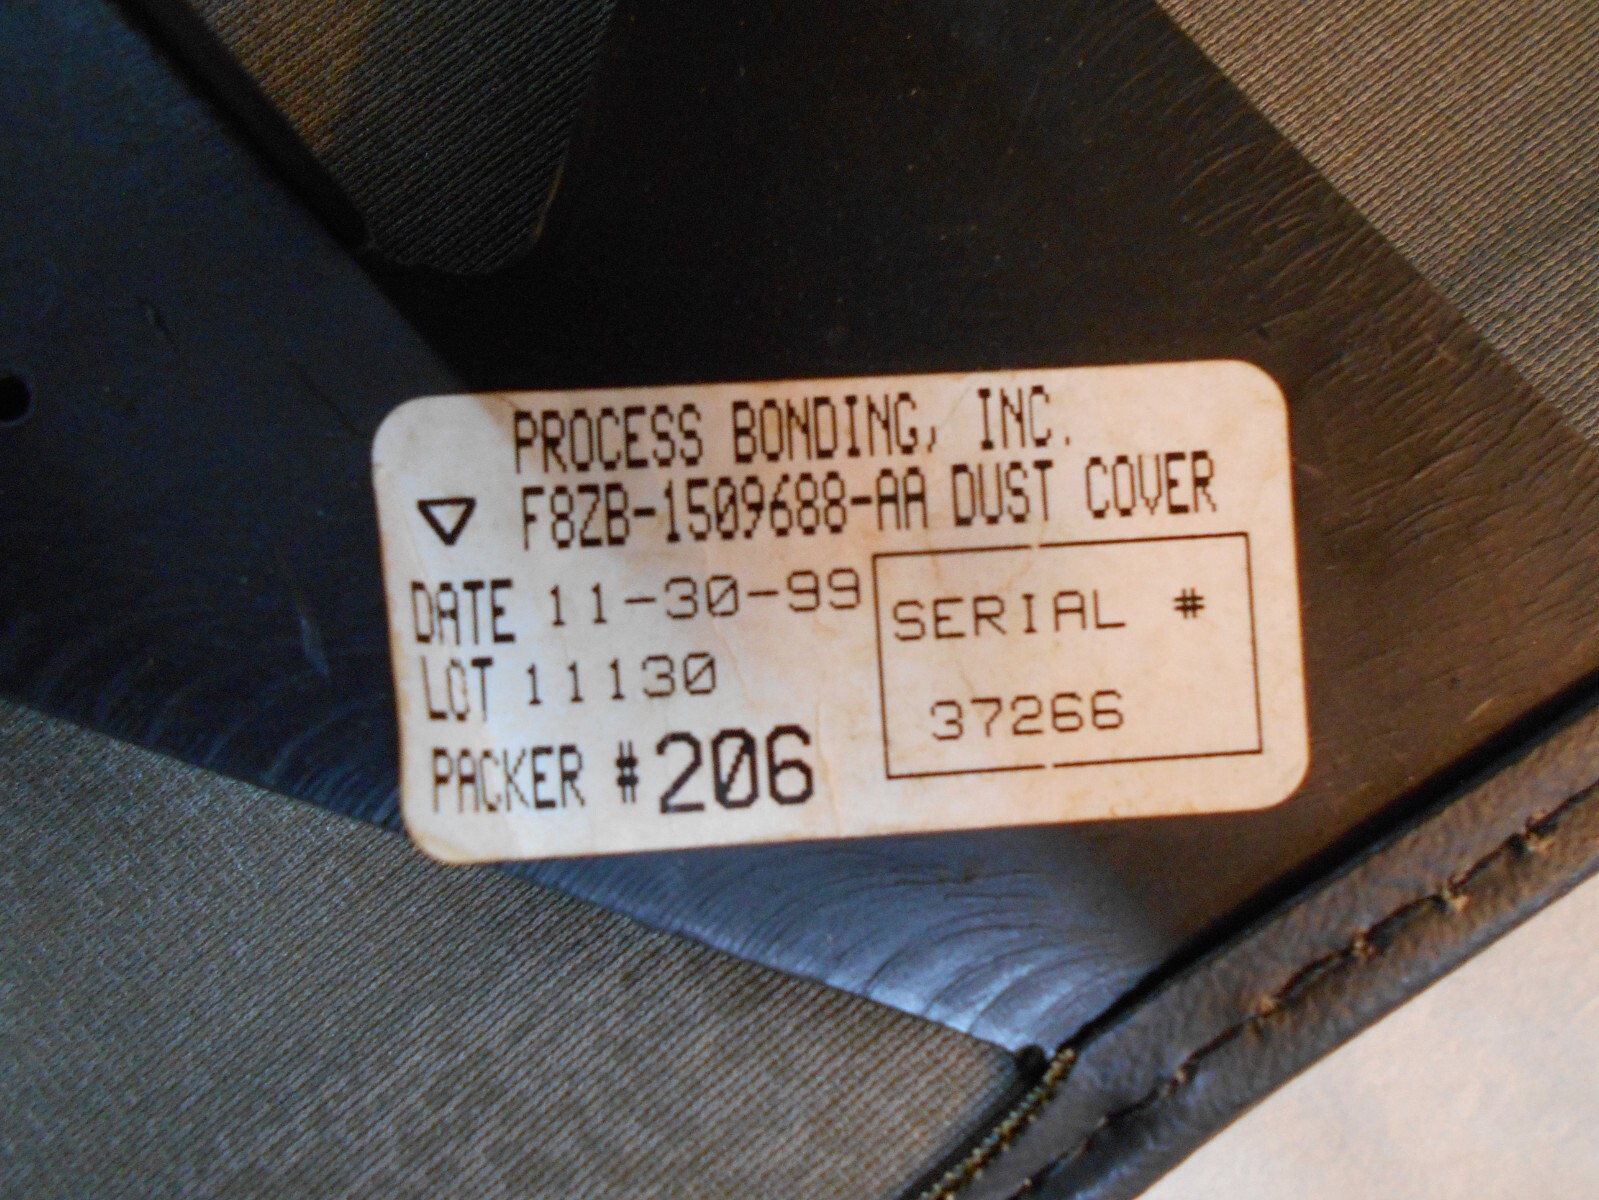 PROCESS BONDING, INC.
F8ZB-1509688-AA DUST COVER
DATE 11-30-99
LOT 11130
PACKER #206
SERIAL #
37266